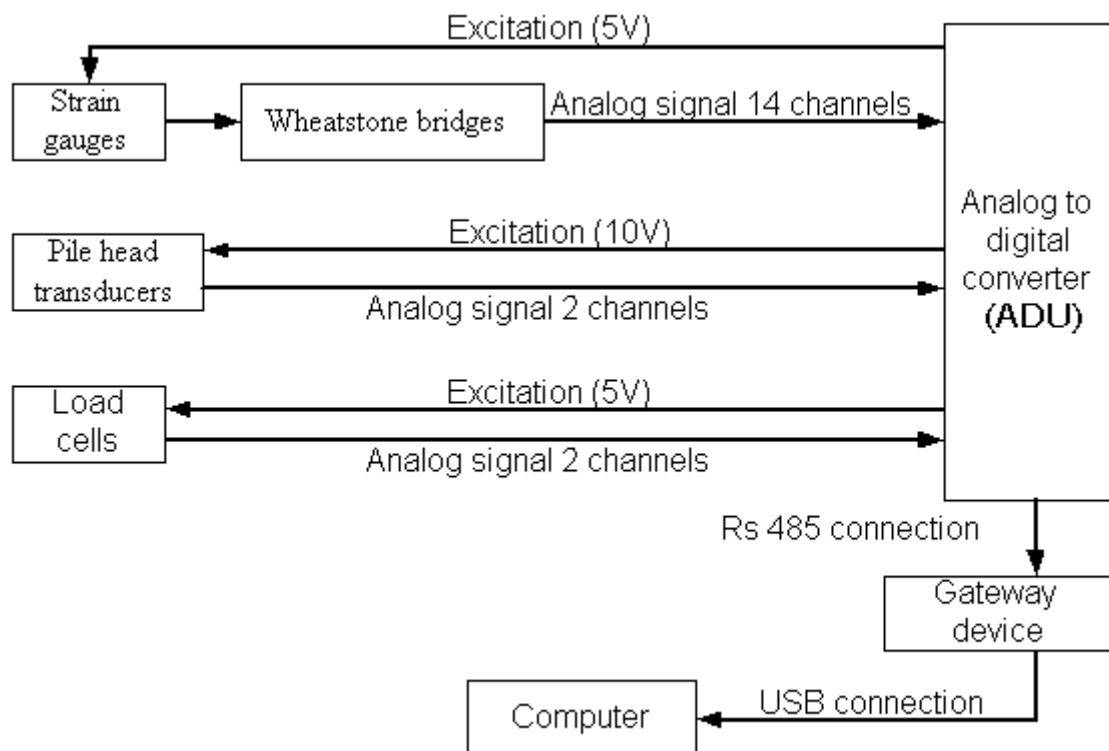 Excitation (5V)
Strain
gauges
Wheatstone bridges
Analog signal 14 channels
Excitation (10V)
Pile head
transducers
Analog signal 2 channels
Analog to
digital
converter
(ADU)
Excitation (5V)
Load
cells
Analog signal 2 channels
Rs 485 connection
Gateway
device
USB connection
Computer